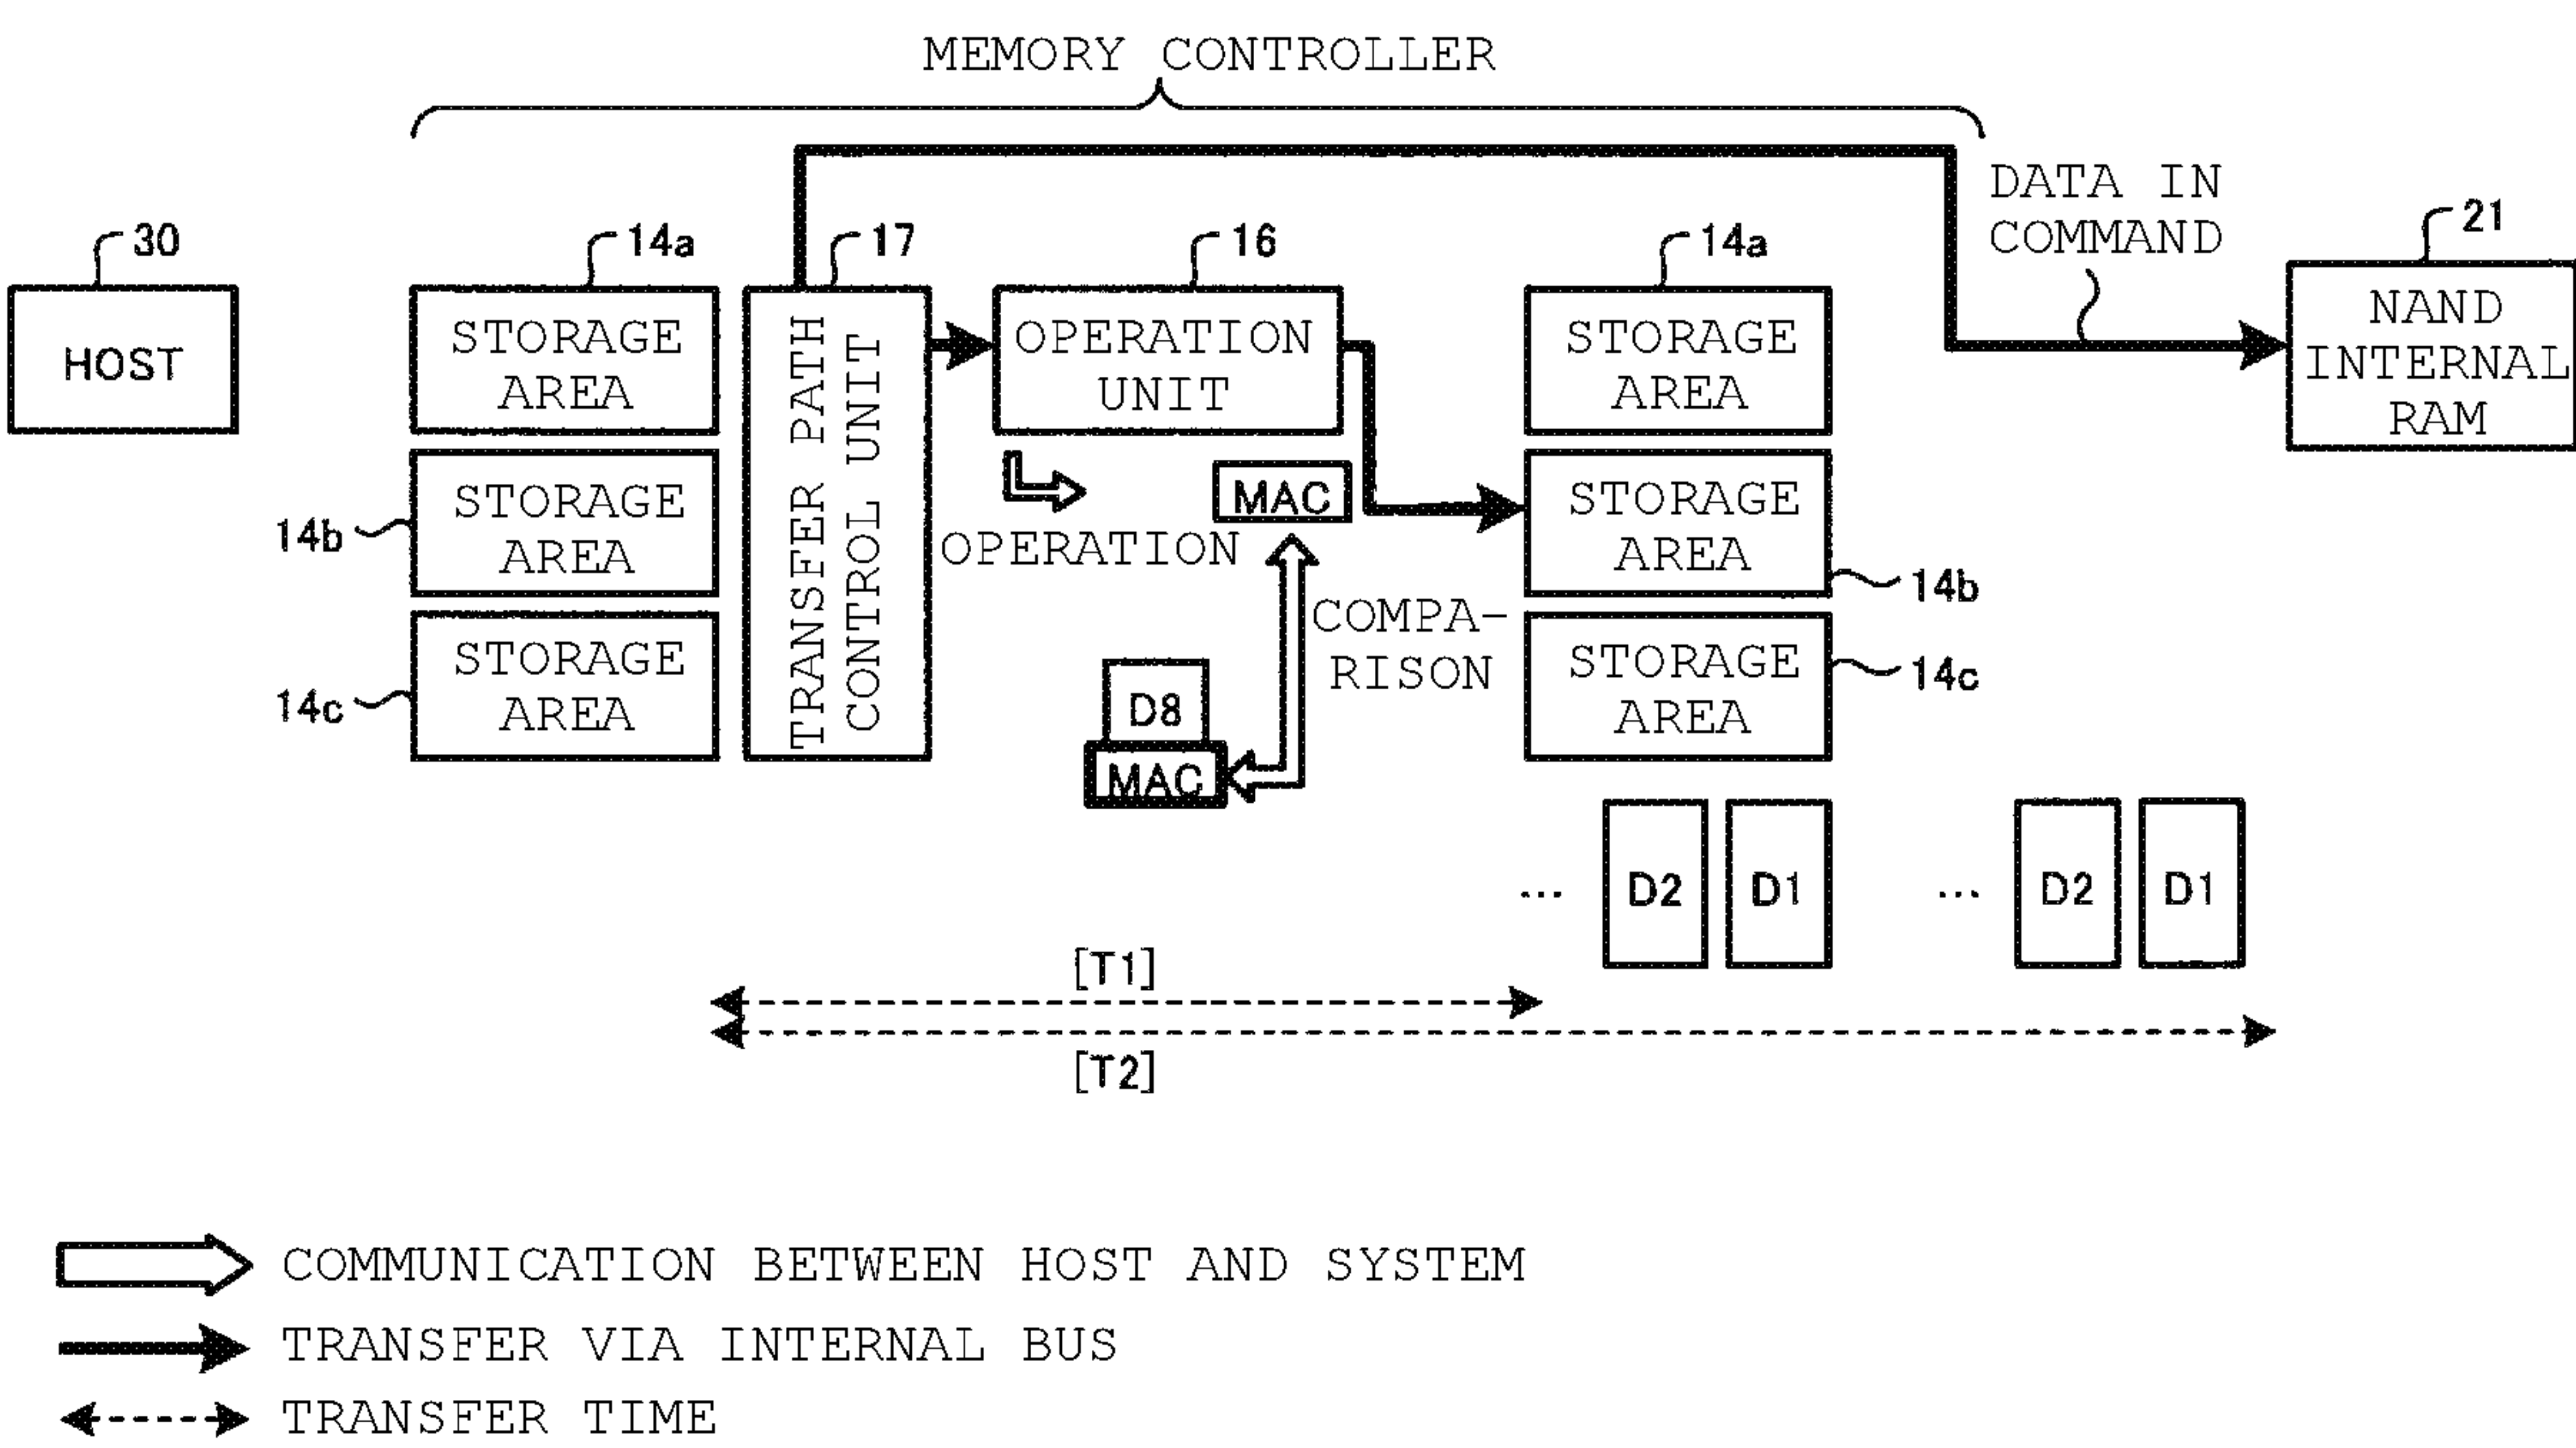 MEMORY CONTROLLER
DATA IN
COMMAND
30
14a
17
16
14a
21
HOST
STORAGE
AREA
TRANSFER PATH
CONTROL UNIT
OPERATION
UNIT
STORAGE
AREA
NAND
INTERNAL
RAM
14b
STORAGE
AREA
OPERATION
MAC
STORAGE
AREA
14b
COMPA-
RISON
14c
STORAGE
AREA
D8
MAC
STORAGE
AREA
14c
... D2 D1 ... D2 D1
[T1]
[T2]
COMMUNICATION BETWEEN HOST AND SYSTEM
TRANSFER VIA INTERNAL BUS
TRANSFER TIME